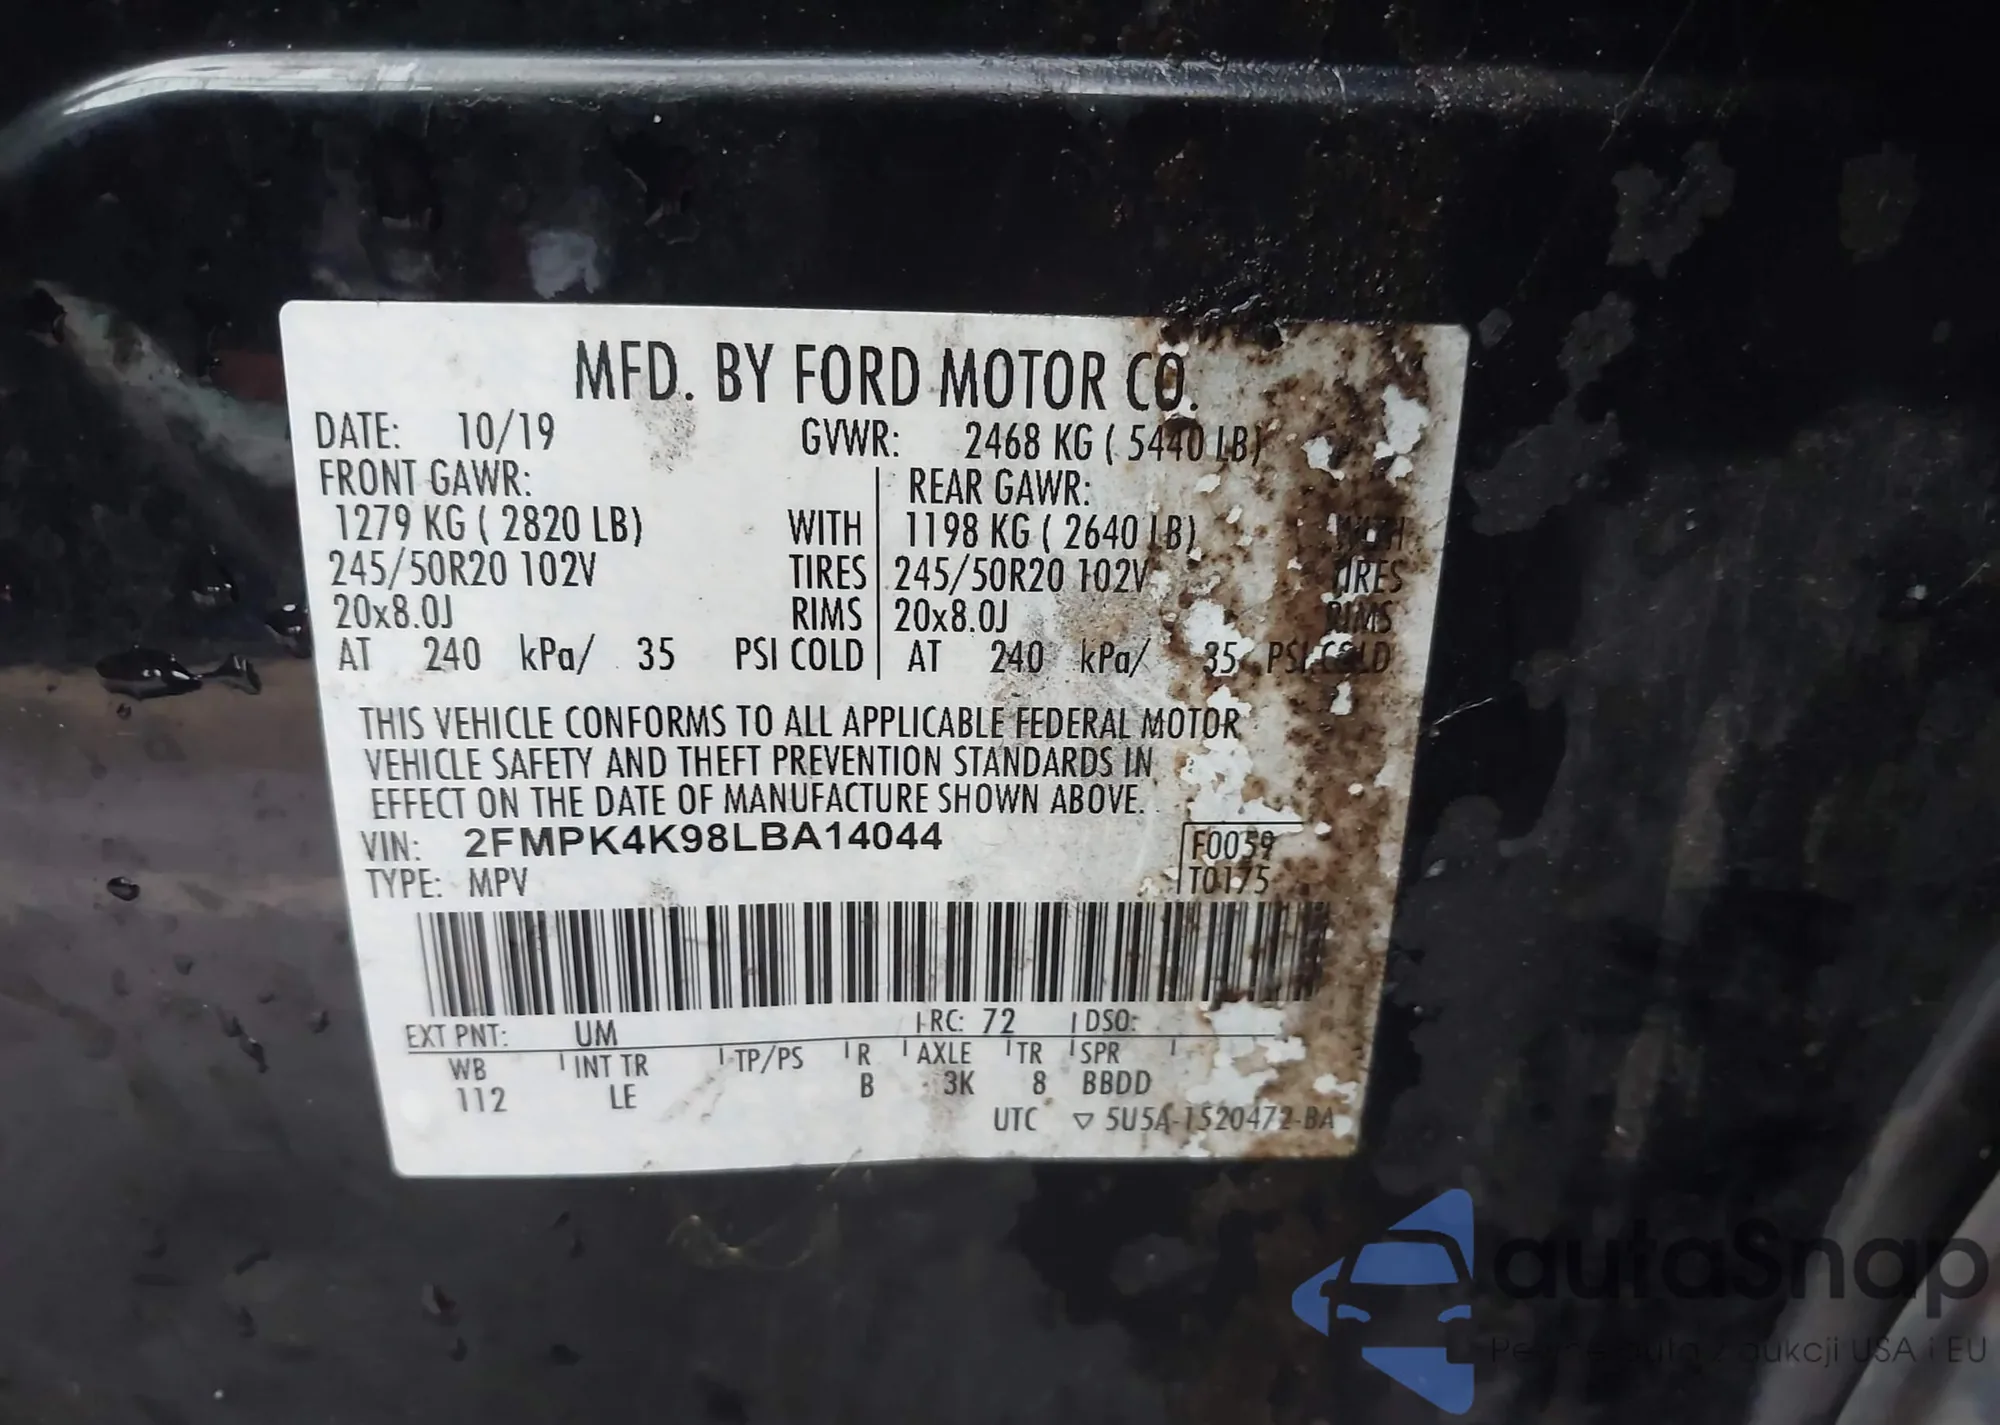 MFD. BY FORD MOTOR CO.
DATE: 10/19 GVWR: 2468 KG ( 5440 LB)
FRONT GAWR: REAR GAWR:
1279 KG ( 2820 LB) WITH 1198 KG ( 2640 LB) WITH
245/50R20 102V TIRES 245/50R20 102V TIRES
20x8.0J RIMS 20x8.0J RIMS
AT 240 kPa/ 35 PSI COLD AT 240 kPa/ 35 PSI COLD
THIS VEHICLE CONFORMS TO ALL APPLICABLE FEDERAL MOTOR
VEHICLE SAFETY AND THEFT PREVENTION STANDARDS IN
EFFECT ON THE DATE OF MANUFACTURE SHOWN ABOVE.
VIN: 2FMPK4K98LBA14044 F0059
TYPE: MPV T0175
EXT PNT: UM RC: 72 DSO:
WB INT TR TP/PS R AXLE TR SPR
112 LE B 3K 8 BBDD
UTC ▽ 5U5A-1520472-BA
autaSnap
aukcji USA i EU